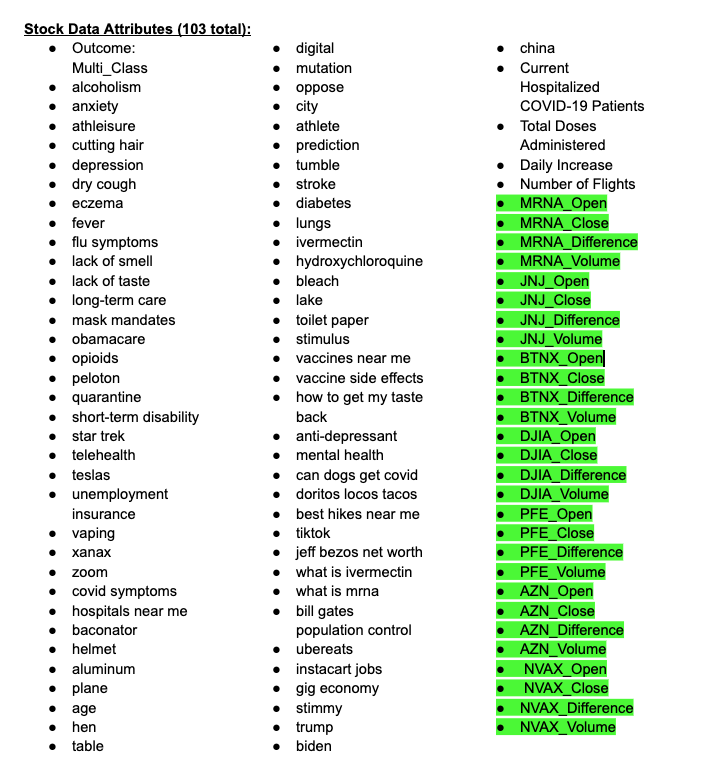 Stock Data Attributes (103 total):
● Outcome:
Multi_Class
● alcoholism
● anxiety
● athleisure
● cutting hair
● depression
● dry cough
● eczema
● fever
● flu symptoms
● lack of smell
● lack of taste
● long-term care
● mask mandates
● obamacare
● opioids
● peloton
● quarantine
● short-term disability
● star trek
● telehealth
● teslas
● unemployment
insurance
● vaping
● xanax
● zoom
● covid symptoms
● hospitals near me
● baconator
● helmet
● aluminum
● plane
● age
● hen
● table
● digital
● mutation
● oppose
● city
● athlete
● prediction
● tumble
● stroke
● diabetes
● lungs
● ivermectin
● hydroxychloroquine
● bleach
● lake
● toilet paper
● stimulus
● vaccines near me
● vaccine side effects
● how to get my taste
back
● anti-depressant
● mental health
● can dogs get covid
● doritos locos tacos
● best hikes near me
● tiktok
● jeff bezos net worth
● what is ivermectin
● what is mrna
● bill gates
population control
● ubereats
● instacart jobs
● gig economy
● stimmy
● trump
● biden
● china
● Current
Hospitalized
COVID-19 Patients
● Total Doses
Administered
● Daily Increase
● Number of Flights
● MRNA_Open
● MRNA_Close
● MRNA_Difference
● MRNA_Volume
● JNJ_Open
● JNJ_Close
● JNJ_Difference
● JNJ_Volume
● BTNX_Open
● BTNX_Close
● BTNX_Difference
● BTNX_Volume
● DJIA_Open
● DJIA_Close
● DJIA_Difference
● DJIA_Volume
● PFE_Open
● PFE_Close
● PFE_Difference
● PFE_Volume
● AZN_Open
● AZN_Close
● AZN_Difference
● AZN_Volume
● NVAX_Open
● NVAX_Close
● NVAX_Difference
● NVAX_Volume